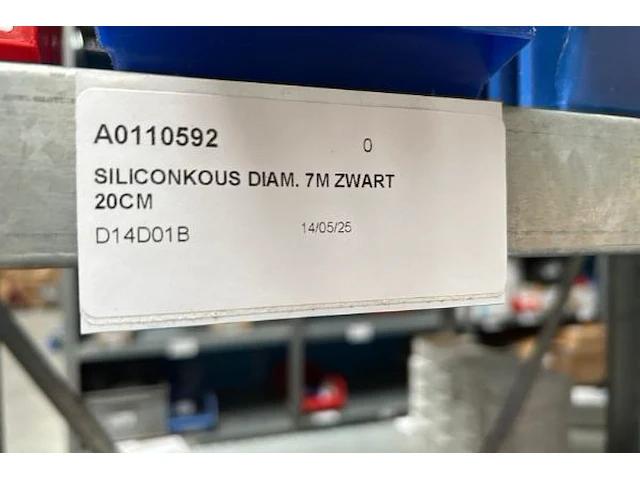 A0110592 0
SILICONKOUS DIAM. 7M ZWART
20CM
D14D01B 14/05/25